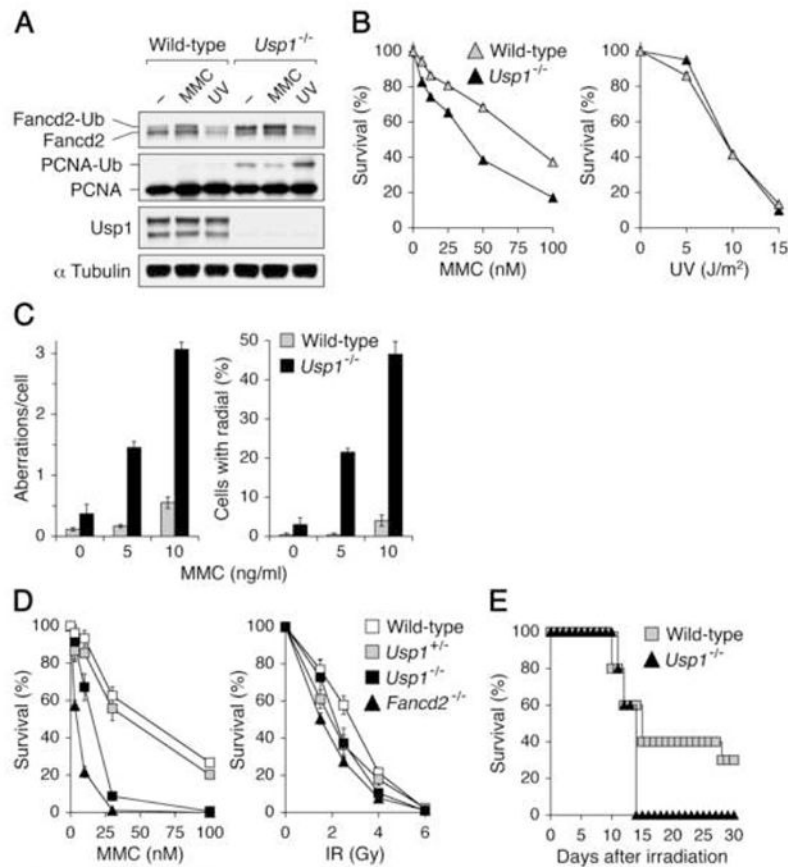 A
Wild-type Usp1-/-
– MMC UV – MMC UV
Fancd2-Ub
Fancd2
PCNA-Ub
PCNA
Usp1
α Tubulin
B
Survival (%)
100
80
60
40
20
0
Wild-type
Usp1-/-
0 25 50 75 100
MMC (nM)
Survival (%)
100
80
60
40
20
0
0 5 10 15
UV (J/m²)
C
Aberrations/cell
3
2
1
0
0 5 10
Cells with radial (%)
50
40
30
20
10
0
Wild-type
Usp1-/-
0 5 10
MMC (ng/ml)
D
Survival (%)
100
80
60
40
20
0
0 25 50 75 100
MMC (nM)
Survival (%)
100
80
60
40
20
0
Wild-type
Usp1+/-
Usp1-/-
Fancd2-/-
0 2 4 6
IR (Gy)
E
Survival (%)
100
80
60
40
20
0
Wild-type
Usp1-/-
0 5 10 15 20 25 30
Days after irradiation